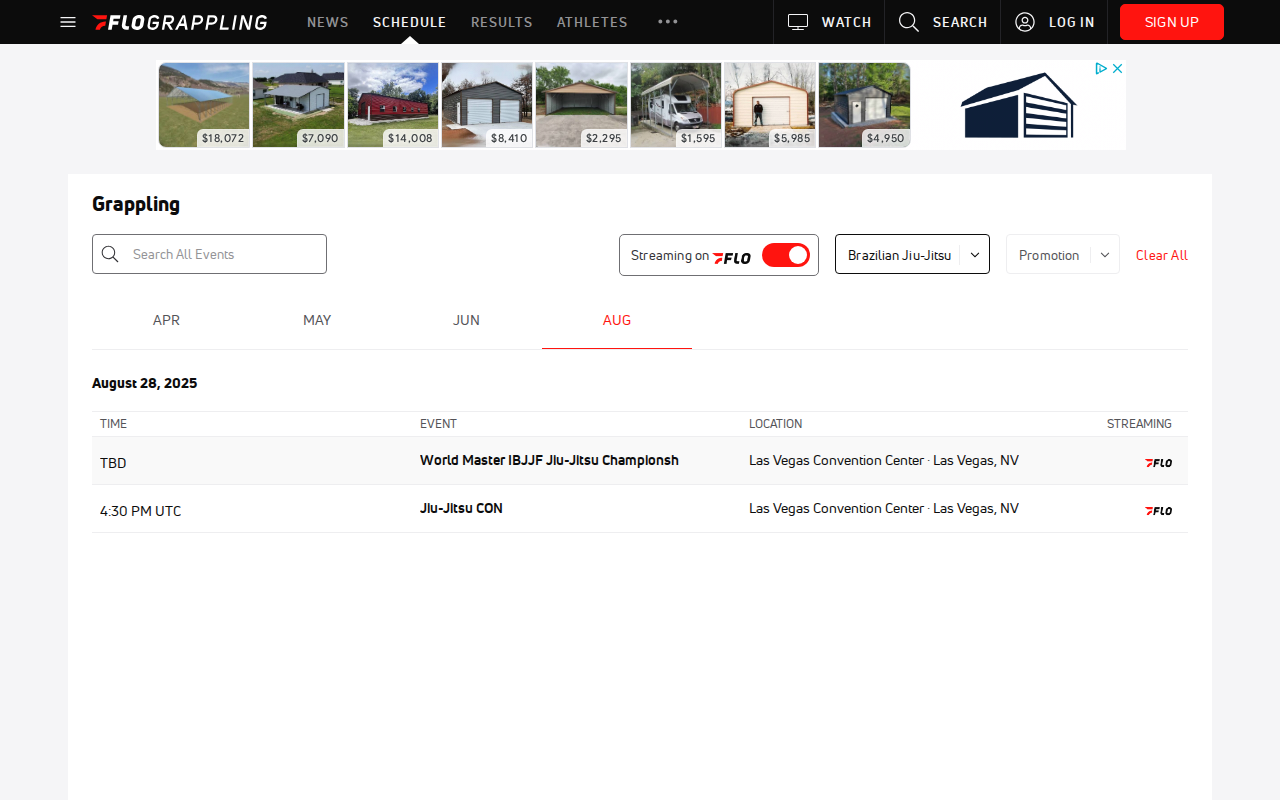 FLOGRAPPLING NEWS SCHEDULE RESULTS ATHLETES WATCH SEARCH LOG IN SIGN UP
$18,072 $7,090 $14,008 $8,410 $2,295 $1,595 $5,985 $4,950
Grappling
Search All Events Streaming on FLO Brazilian Jiu-Jitsu Promotion Clear All
APR MAY JUN AUG
August 28, 2025
TIME EVENT LOCATION STREAMING
TBD World Master IBJJF Jiu-Jitsu Championsh Las Vegas Convention Center · Las Vegas, NV FLO
4:30 PM UTC Jiu-Jitsu CON Las Vegas Convention Center · Las Vegas, NV FLO